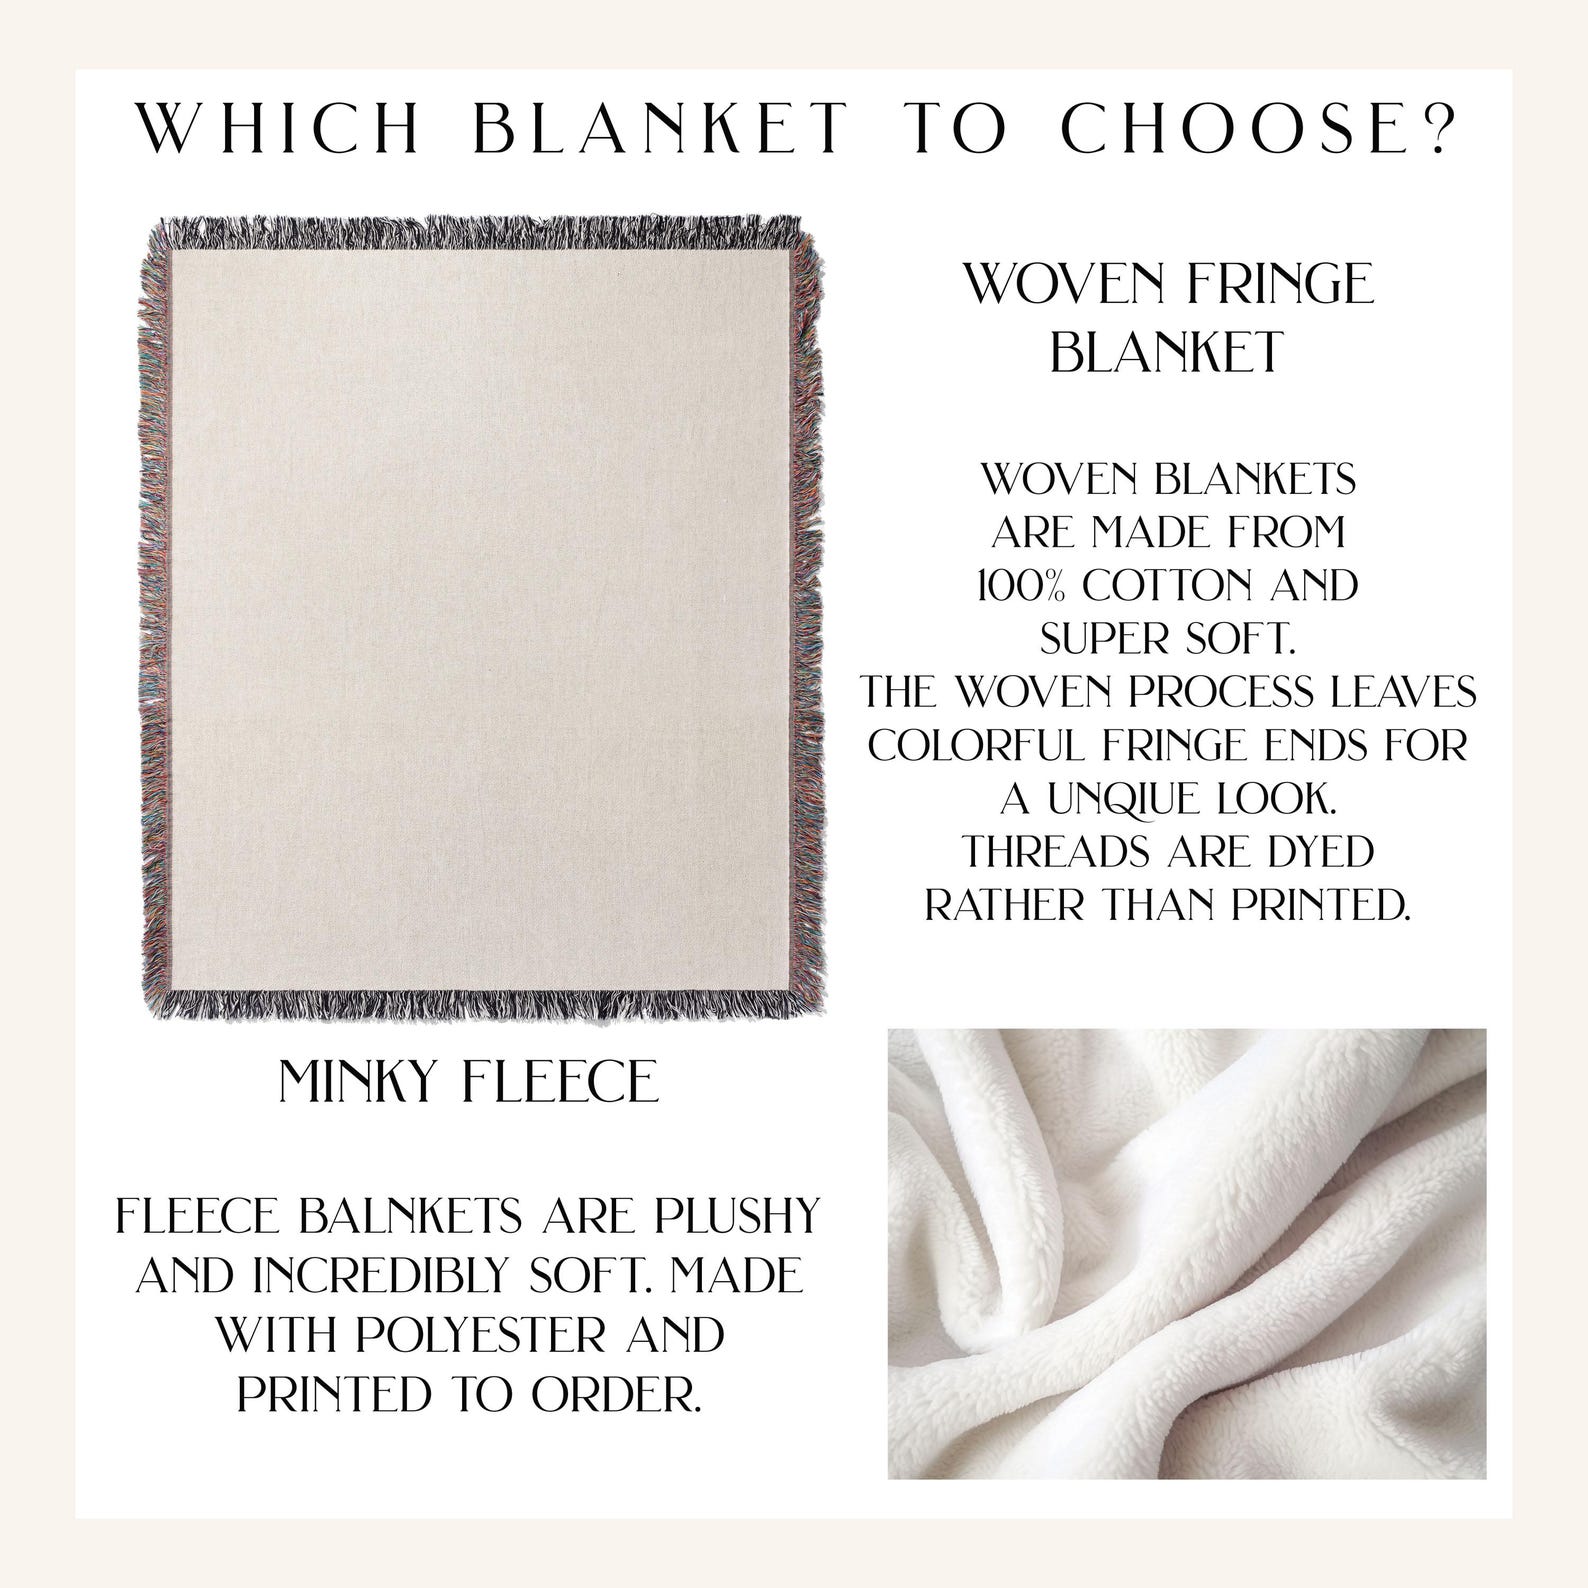 WHICH BLANKET TO CHOOSE?
WOVEN FRINGE
BLANKET
WOVEN BLANKETS
ARE MADE FROM
100% COTTON AND
SUPER SOFT.
THE WOVEN PROCESS LEAVES
COLORFUL FRINGE ENDS FOR
A UNQIUE LOOK.
THREADS ARE DYED
RATHER THAN PRINTED.
MINKY FLEECE
FLEECE BALNKETS ARE PLUSHY
AND INCREDIBLY SOFT. MADE
WITH POLYESTER AND
PRINTED TO ORDER.